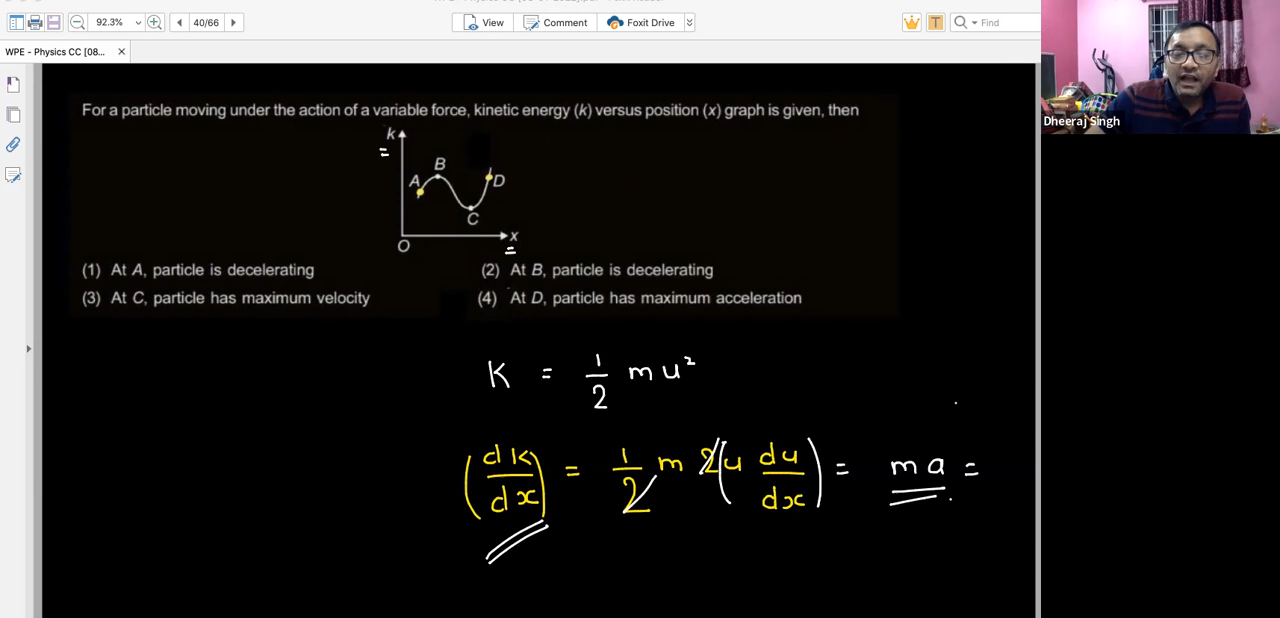 92.3%
40/66
View
Comment
Foxit Drive
T
Find
WPE - Physics CC [08...
For a particle moving under the action of a variable force, kinetic energy (k) versus position (x) graph is given, then
k
=
B
A
D
C
x
=
O
(1) At A, particle is decelerating
(2) At B, particle is decelerating
(3) At C, particle has maximum velocity
(4) At D, particle has maximum acceleration
K = 1/2 m u²
(dK/dx) = 1/2 m 2 (u du/dx) = ma =
Dheeraj Singh